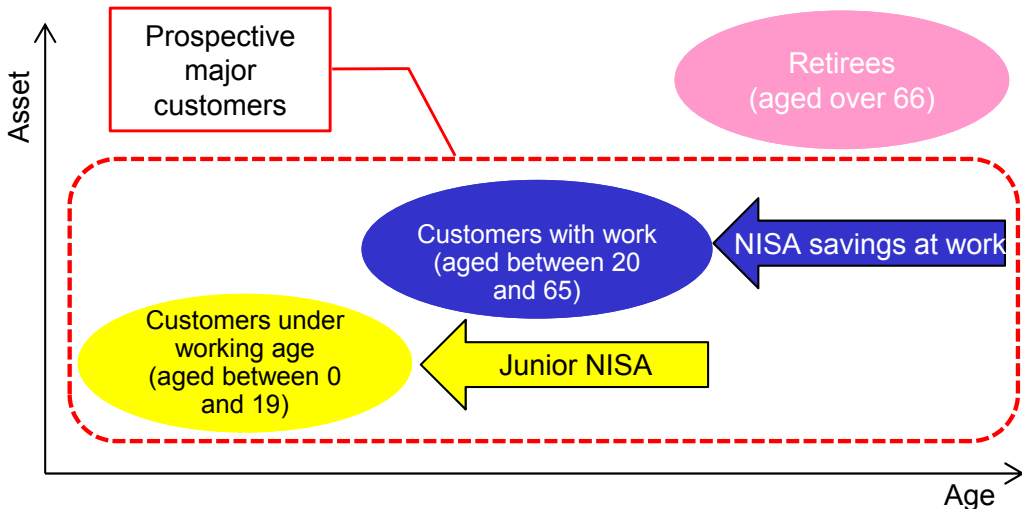 Prospective
major
customers
Asset
Retirees
(aged over 66)
Customers with work
(aged between 20
and 65)
NISA savings at work
Customers under
working age
(aged between 0
and 19)
Junior NISA
Age